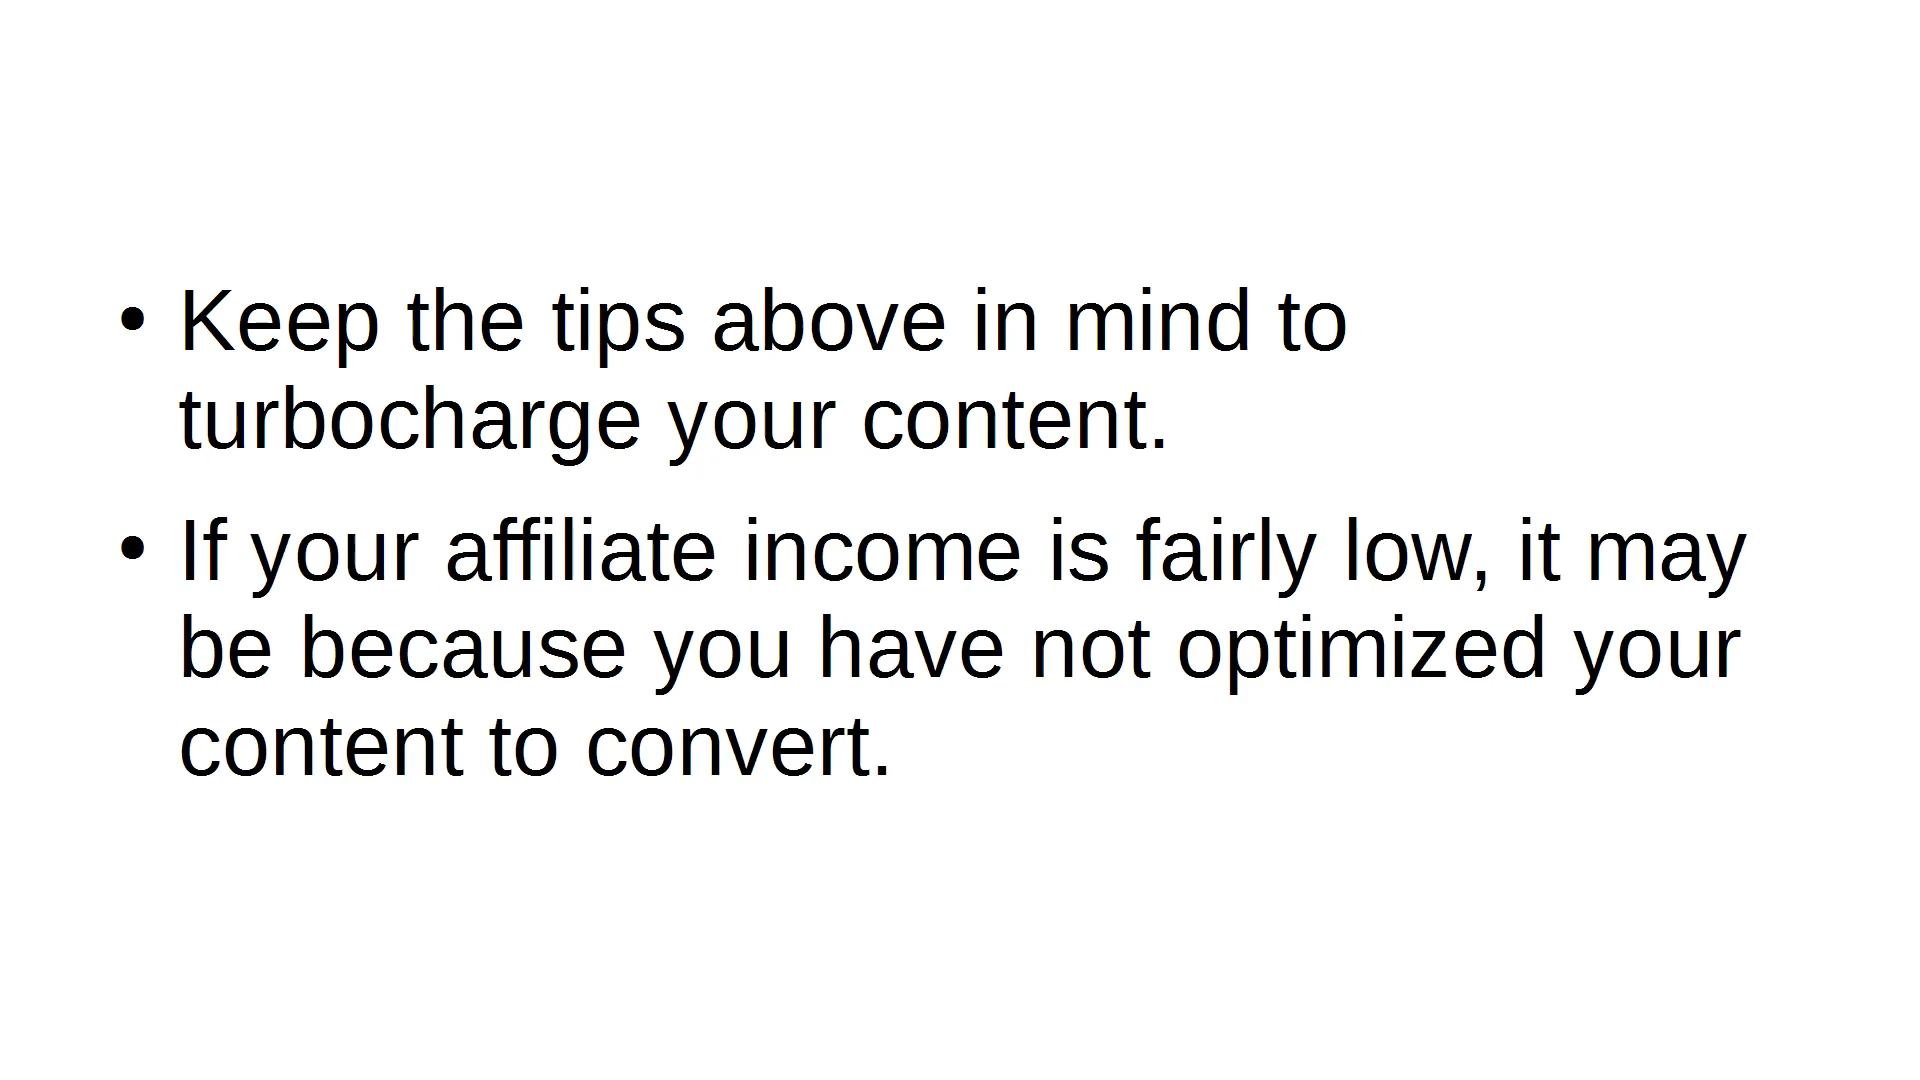 • Keep the tips above in mind to
turbocharge your content.
• If your affiliate income is fairly low, it may
be because you have not optimized your
content to convert.